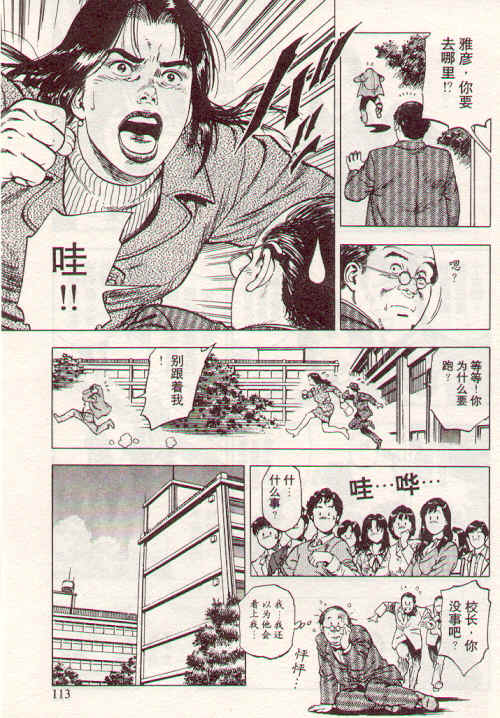 雅彦，你要
去哪里!?
嗯?
哇!!
等等！你
为什么要
跑?
别跟着我
！
哇…哗…
什…
什么事?
校长，你
没事吧?
我…我还
以为他会
看上我…
怦怦…
113